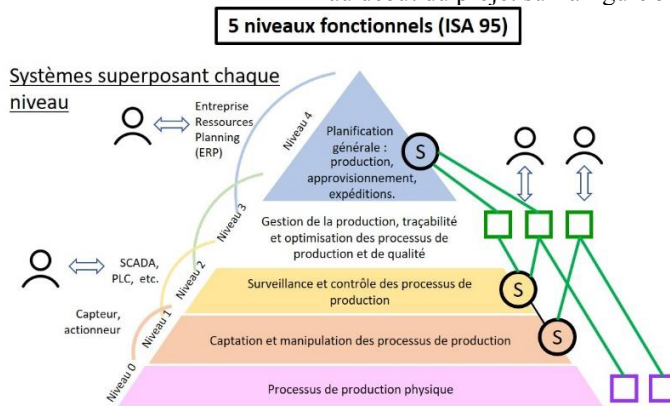 5 niveaux fonctionnels (ISA 95)
Systèmes superposant chaque
niveau
Entreprise
Ressources
Planning
(ERP)
Niveau 4
Planification
générale :
production,
approvisionnement,
expéditions.
S
Niveau 3
Gestion de la production, traçabilité
et optimisation des processus de
production et de qualité
SCADA,
PLC, etc.
Niveau 2
Surveillance et contrôle des processus de
production
S
Capteur,
actionneur
Niveau 1
Captation et manipulation des processus de production
S
Niveau 0
Processus de production physique